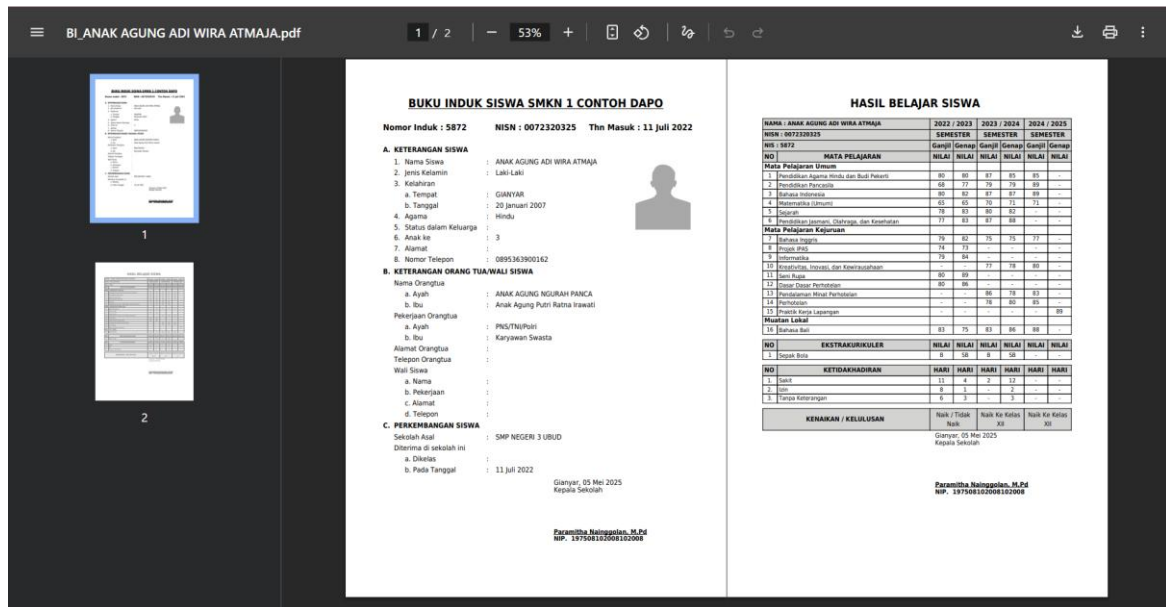 BI_ANAK AGUNG ADI WIRA ATMAJA.pdf
1 / 2
53%
1
2
BUKU INDUK SISWA SMKN 1 CONTOH DAPO
Nomor Induk : 5872 NISN : 0072320325 Thn Masuk : 11 Juli 2022
A. KETERANGAN SISWA
1. Nama Siswa : ANAK AGUNG ADI WIRA ATMAJA
2. Jenis Kelamin : Laki-Laki
3. Kelahiran
a. Tempat : GIANYAR
b. Tanggal : 20 Januari 2007
4. Agama : Hindu
5. Status dalam Keluarga :
6. Anak ke : 3
7. Alamat :
8. Nomor Telepon : 0895363900162
B. KETERANGAN ORANG TUA/WALI SISWA
Nama Orangtua
a. Ayah : ANAK AGUNG NGURAH PANCA
b. Ibu : Anak Agung Putri Ratna Irawati
Pekerjaan Orangtua
a. Ayah : PNS/TNI/Polri
b. Ibu : Karyawan Swasta
Alamat Orangtua :
Telepon Orangtua :
Wali Siswa
a. Nama :
b. Pekerjaan :
c. Alamat :
d. Telepon :
C. PERKEMBANGAN SISWA
Sekolah Asal : SMP NEGERI 3 UBUD
Diterima di sekolah ini
a. Dikelas :
b. Pada Tanggal : 11 Juli 2022
Gianyar, 05 Mei 2025
Kepala Sekolah
Paramitha Nainggolan, M.Pd
NIP. 197508102008102008
HASIL BELAJAR SISWA
NAMA : ANAK AGUNG ADI WIRA ATMAJA 2022 / 2023 2023 / 2024 2024 / 2025
NISN : 0072320325 SEMESTER SEMESTER SEMESTER
NIS : 5872 Ganjil Genap Ganjil Genap Ganjil Genap
NO MATA PELAJARAN NILAI NILAI NILAI NILAI NILAI NILAI
Mata Pelajaran Umum
1 Pendidikan Agama Hindu dan Budi Pekerti 80 80 87 85 85 -
2 Pendidikan Pancasila 68 77 79 79 89 -
3 Bahasa Indonesia 80 82 87 87 89 -
4 Matematika (Umum) 65 65 70 71 71 -
5 Sejarah 78 83 80 82 - -
6 Pendidikan Jasmani, Olahraga, dan Kesehatan 77 83 87 88 - -
Mata Pelajaran Kejuruan
7 Bahasa Inggris 79 82 75 75 77 -
8 Projek IPAS 74 73 - - - -
9 Informatika 79 84 - - - -
10 Kreativitas, Inovasi, dan Kewirausahaan - - 77 78 80 -
11 Seni Rupa 80 89 - - - -
12 Dasar Dasar Perhotelan 80 86 - - - -
13 Pendalaman Minat Perhotelan - - 86 78 83 -
14 Perhotelan - - 78 80 85 -
15 Praktik Kerja Lapangan - - - - - 89
Muatan Lokal
16 Bahasa Bali 83 75 83 86 88 -
NO EKSTRAKURIKULER NILAI NILAI NILAI NILAI NILAI NILAI
1 Sepak Bola B SB B SB - -
NO KETIDAKHADIRAN HARI HARI HARI HARI HARI HARI
1. Sakit 11 4 2 12 - -
2. Izin 8 1 - 2 - -
3. Tanpa Keterangan 6 3 - 3 - -
KENAIKAN / KELULUSAN Naik / Tidak Naik Naik Ke Kelas XII Naik Ke Kelas XII
Gianyar, 05 Mei 2025
Kepala Sekolah
Paramitha Nainggolan, M.Pd
NIP. 197508102008102008